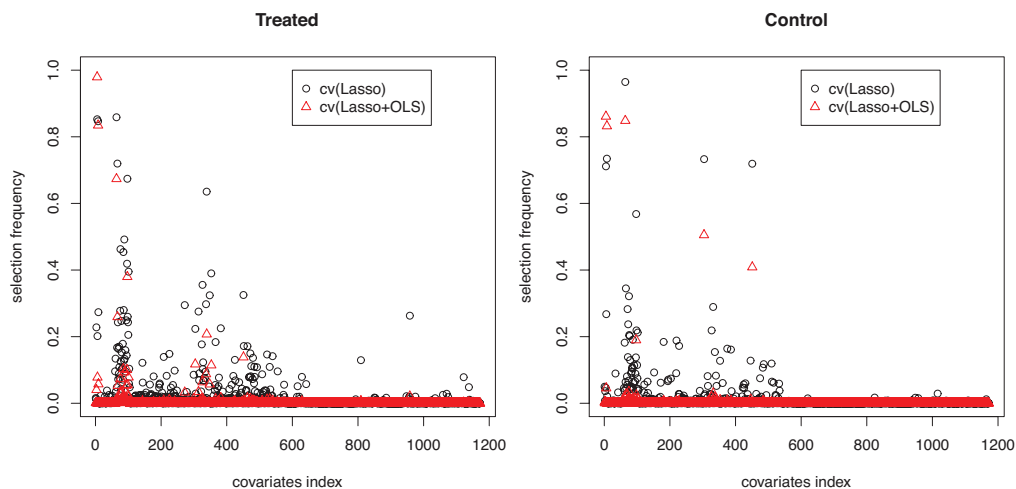 Treated
cv(Lasso)
cv(Lasso+OLS)
selection frequency
1.0
0.8
0.6
0.4
0.2
0.0
0 200 400 600 800 1000 1200
covariates index
Control
cv(Lasso)
cv(Lasso+OLS)
selection frequency
1.0
0.8
0.6
0.4
0.2
0.0
0 200 400 600 800 1000 1200
covariates index